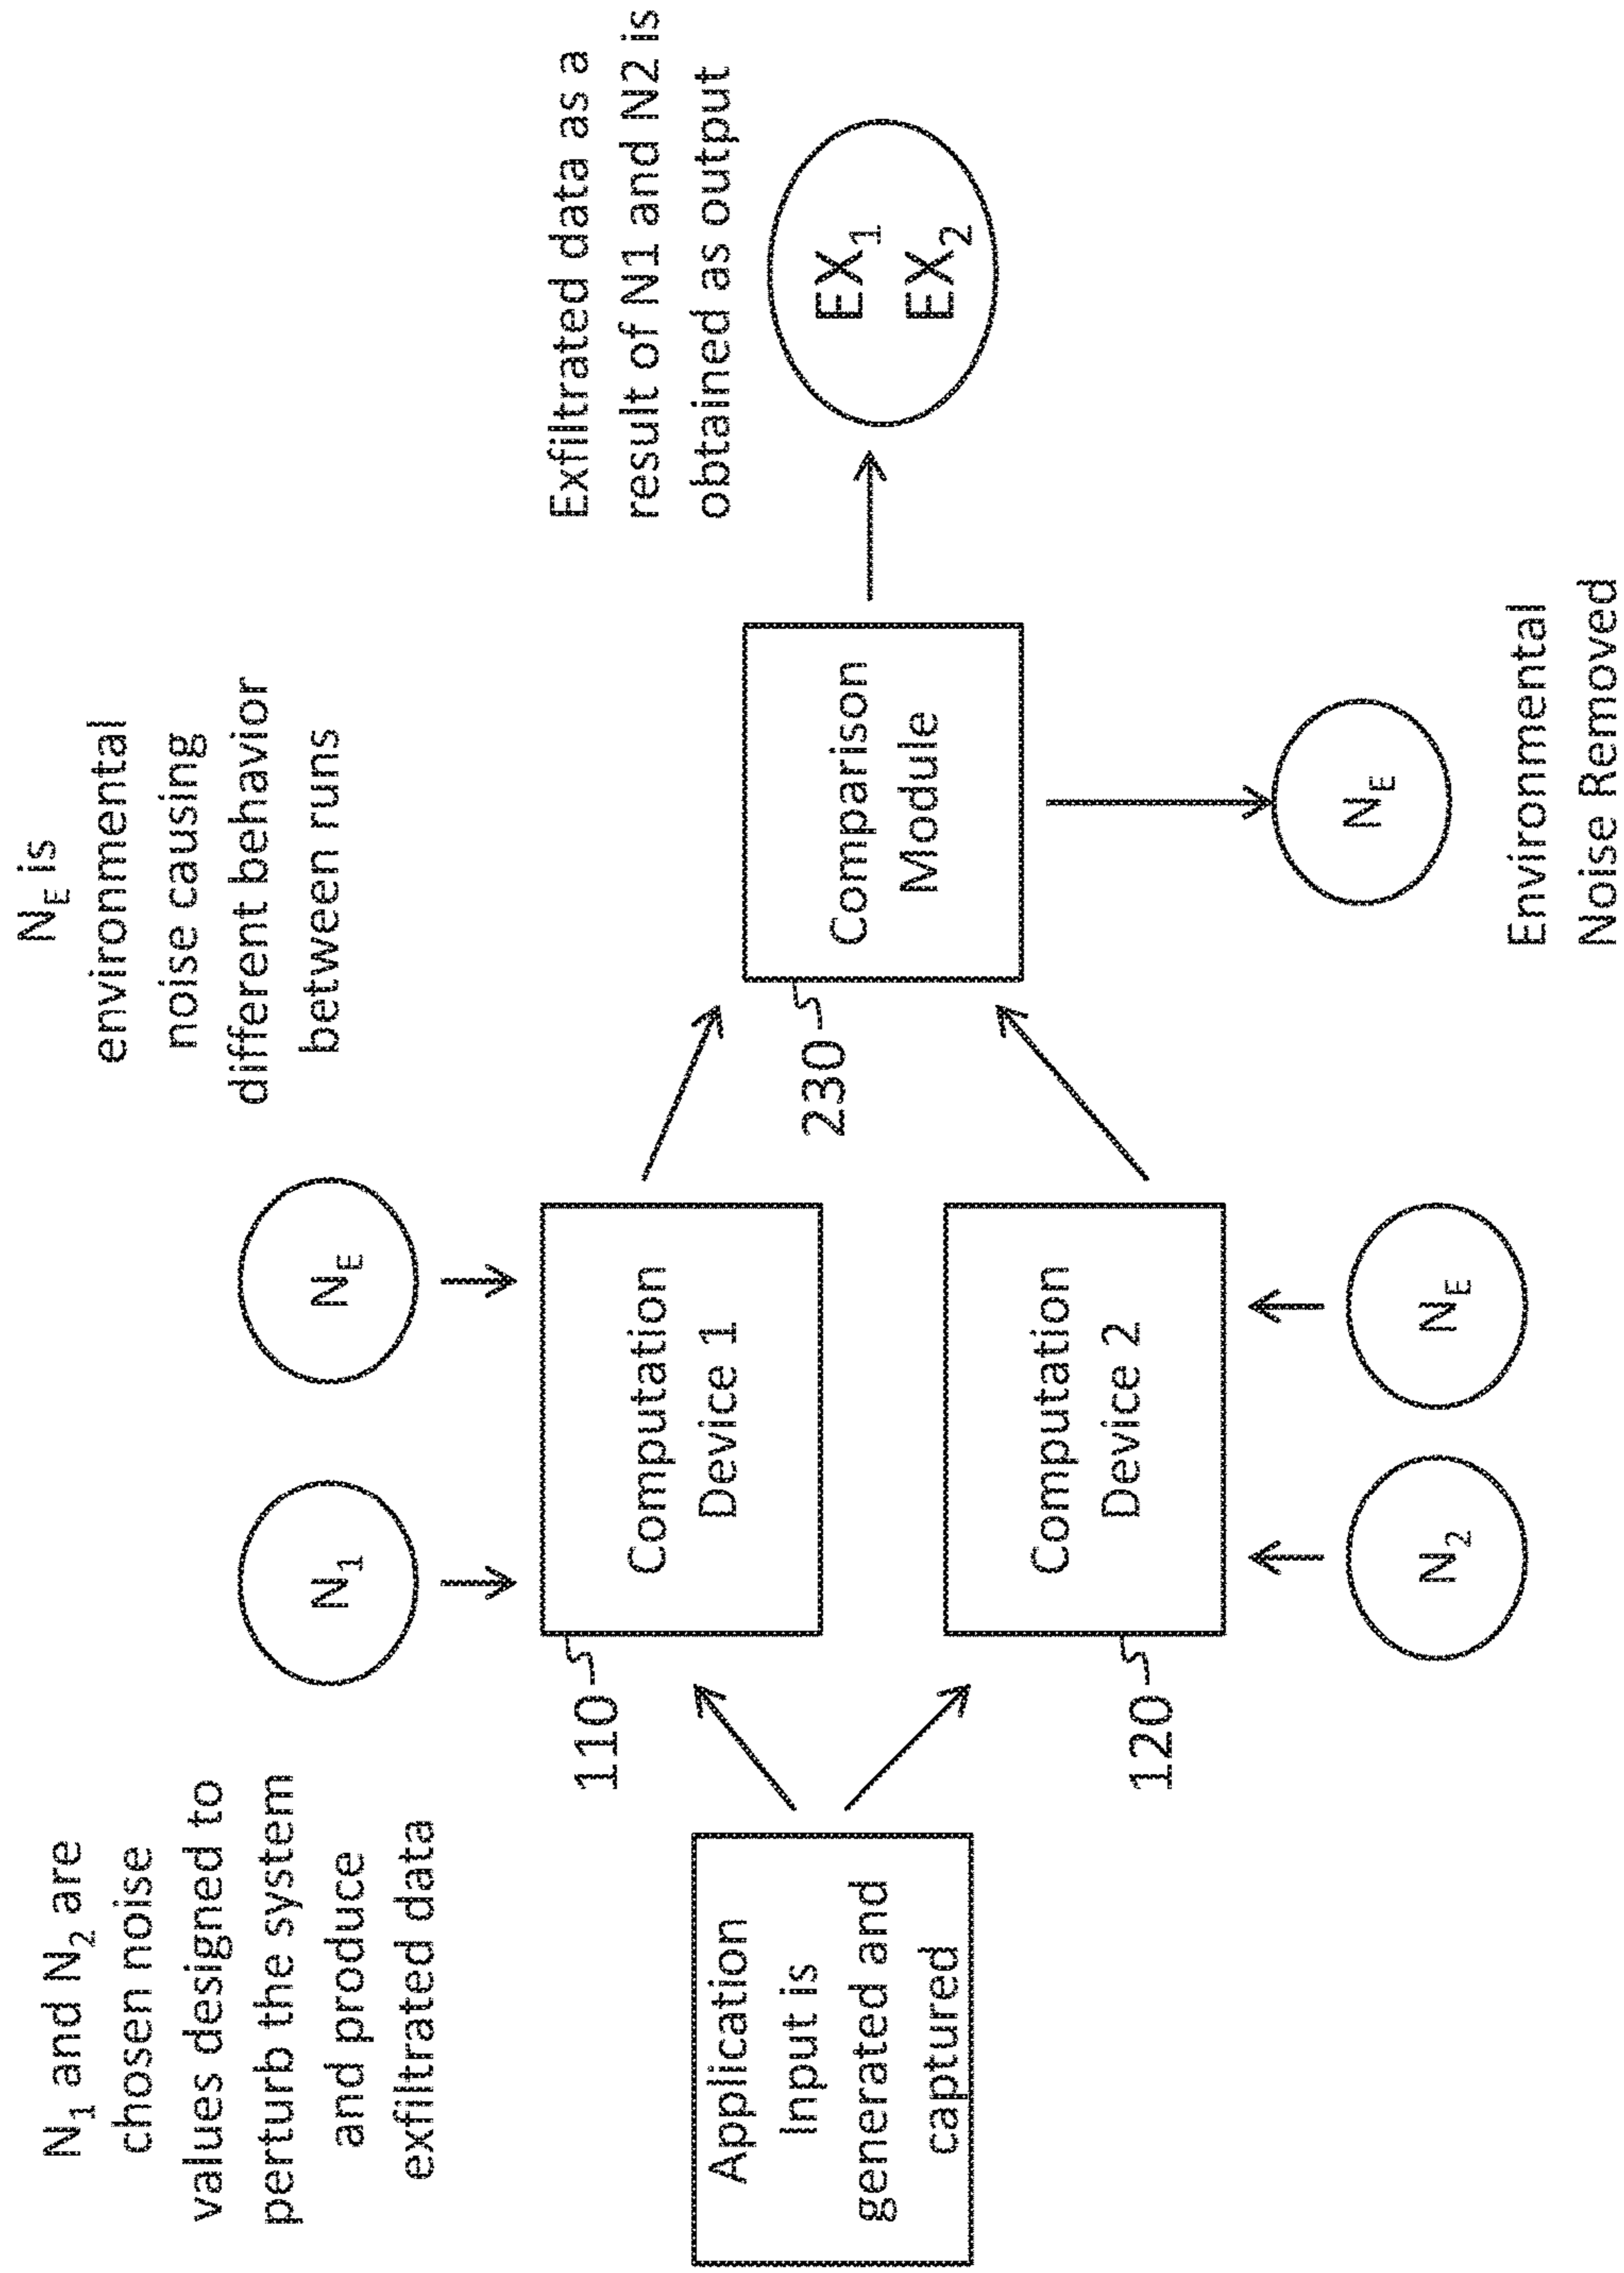 N1 and N2 are
chosen noise
values designed to
perturb the system
and produce
exfiltrated data
NE is
environmental
noise causing
different behavior
between runs
N1
NE
Application
Input is
generated and
captured
110
Computation
Device 1
120
Computation
Device 2
N2
NE
230
Comparison
Module
Exfiltrated data as a
result of N1 and N2 is
obtained as output
EX1
EX2
NE
Environmental
Noise Removed